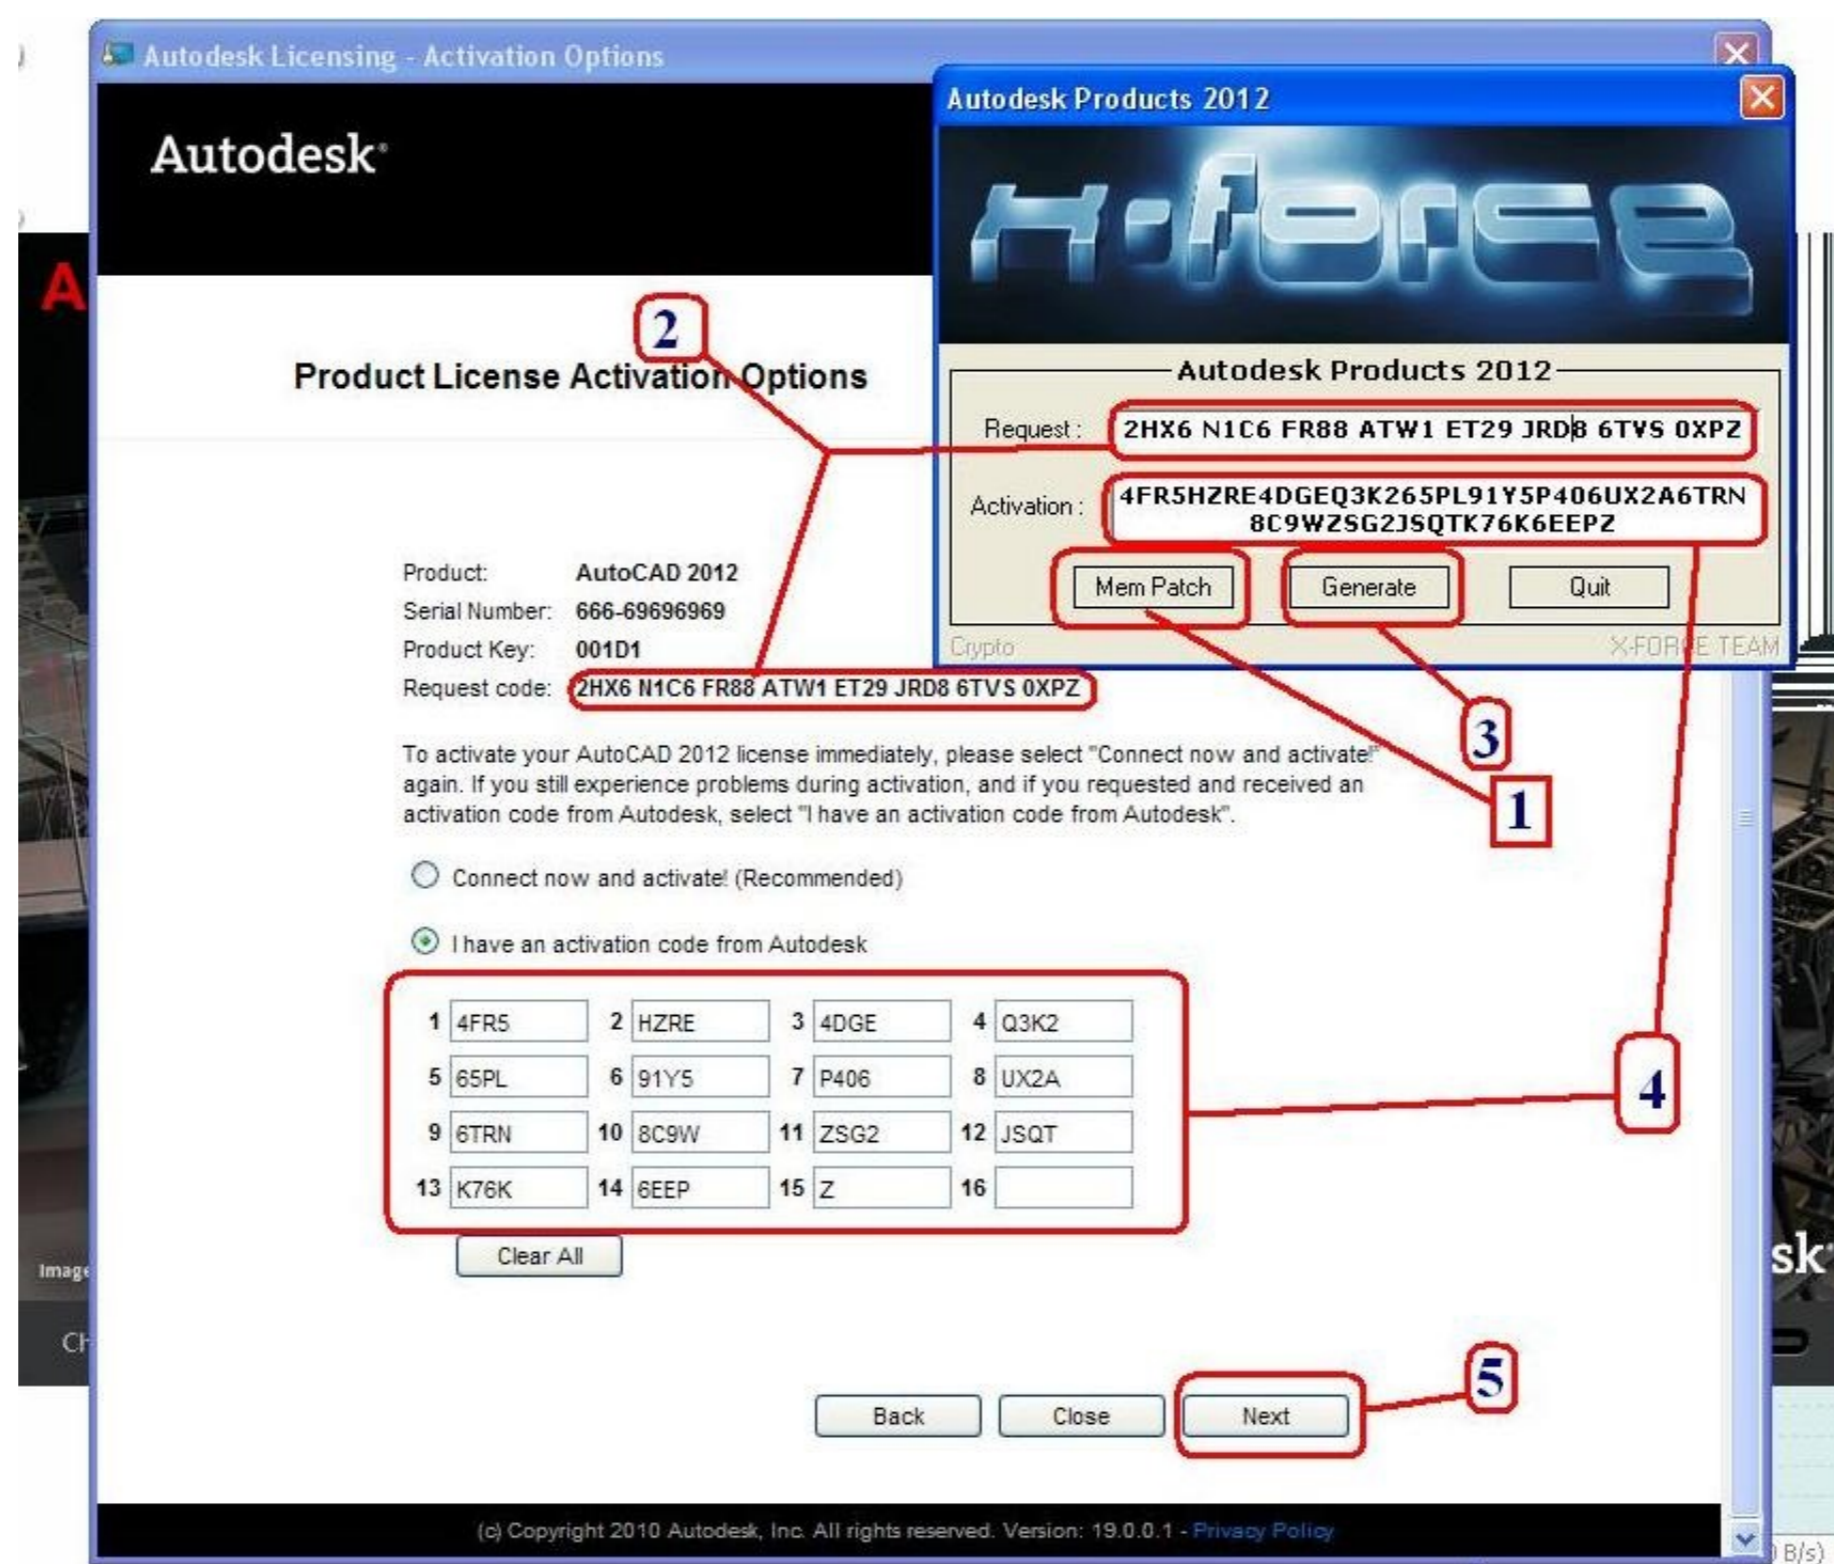 Autodesk Licensing - Activation Options
Autodesk Products 2012
Autodesk
X-force
A
2
Product License Activation Options
Autodesk Products 2012
Request: 2HX6 N1C6 FR88 ATW1 ET29 JRD8 6TVS 0XPZ
Activation: 4FR5HZRE4DGEQ3K265PL91Y5P406UX2A6TRN
8C9WZSG2JSQTK76K6EEPZ
Mem Patch Generate Quit
Crypto X-FORCE TEAM
Product: AutoCAD 2012
Serial Number: 666-69696969
Product Key: 001D1
Request code: 2HX6 N1C6 FR88 ATW1 ET29 JRD8 6TVS 0XPZ
3
1
To activate your AutoCAD 2012 license immediately, please select "Connect now and activate!"
again. If you still experience problems during activation, and if you requested and received an
activation code from Autodesk, select "I have an activation code from Autodesk".
Connect now and activate! (Recommended)
I have an activation code from Autodesk
1 4FR5 2 HZRE 3 4DGE 4 Q3K2
5 65PL 6 91Y5 7 P406 8 UX2A
9 6TRN 10 8C9W 11 ZSG2 12 JSQT
13 K76K 14 6EEP 15 Z 16
4
Clear All
Image
sk
Ch
5
Back Close Next
(c) Copyright 2010 Autodesk, Inc. All rights reserved. Version: 19.0.0.1 - Privacy Policy
B/s)